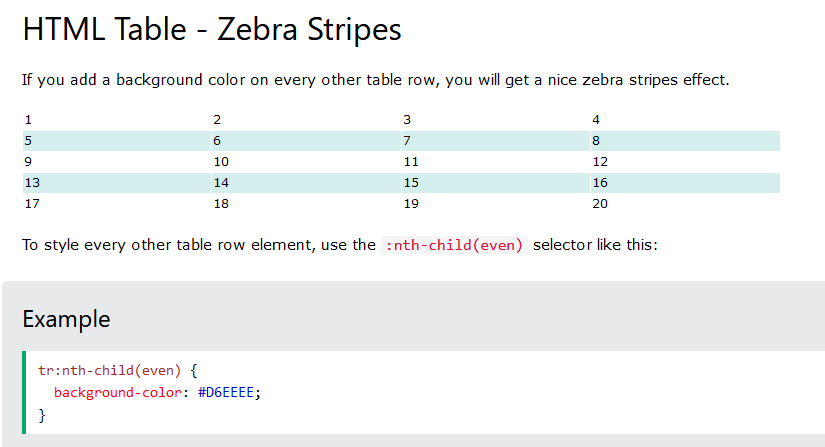 HTML Table - Zebra Stripes
If you add a background color on every other table row, you will get a nice zebra stripes effect.
1 2 3 4
5 6 7 8
9 10 11 12
13 14 15 16
17 18 19 20
To style every other table row element, use the :nth-child(even) selector like this:
Example
tr:nth-child(even) {
  background-color: #D6EEEE;
}